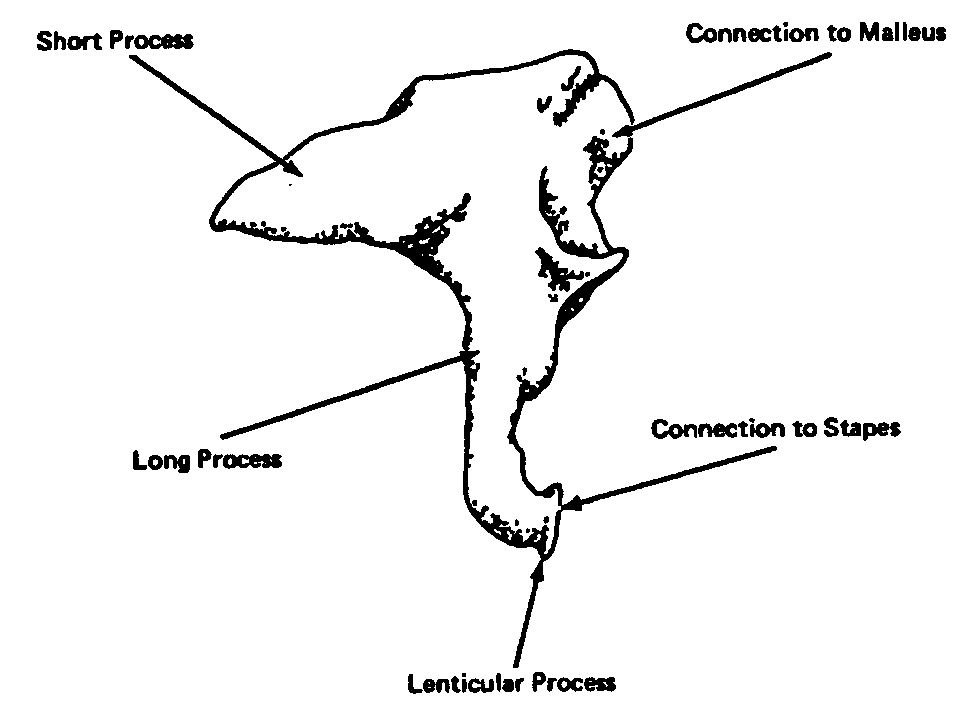 Connection to Malleus
Short Process
Connection to Stapes
Long Process
Lenticular Process